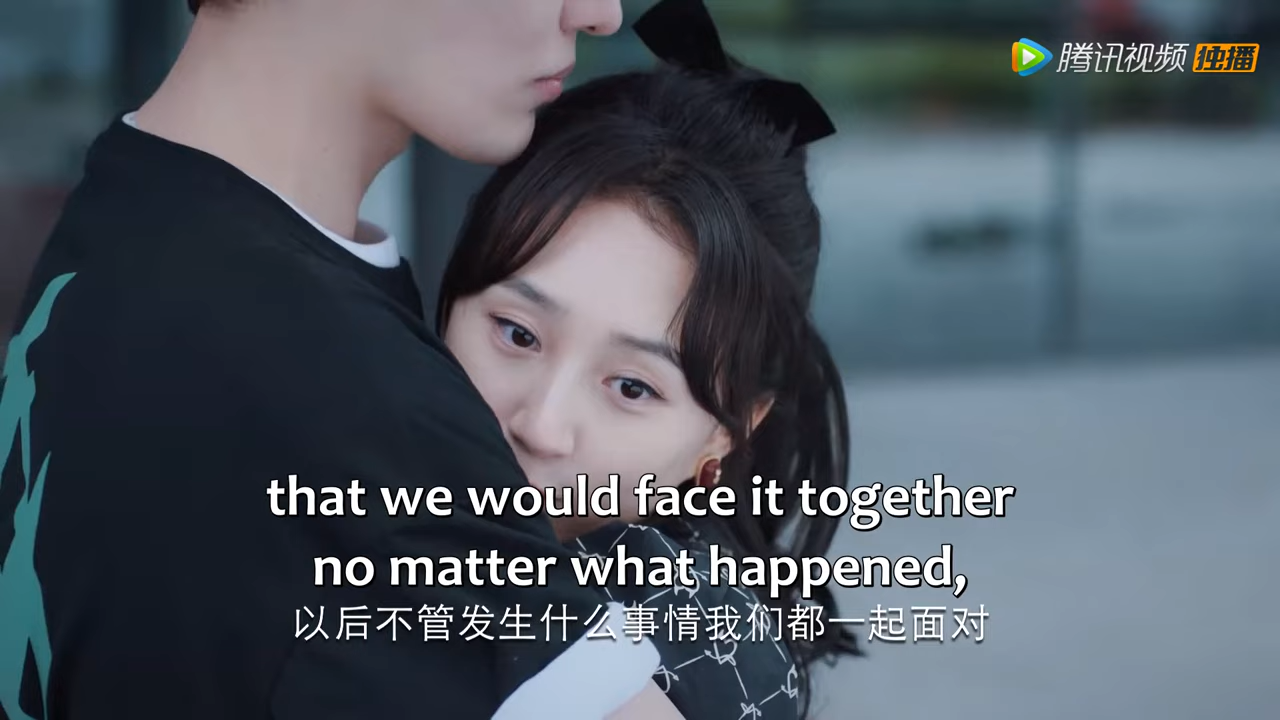 腾讯视频 独播
that we would face it together
no matter what happened,
以后不管发生什么事情我们都一起面对